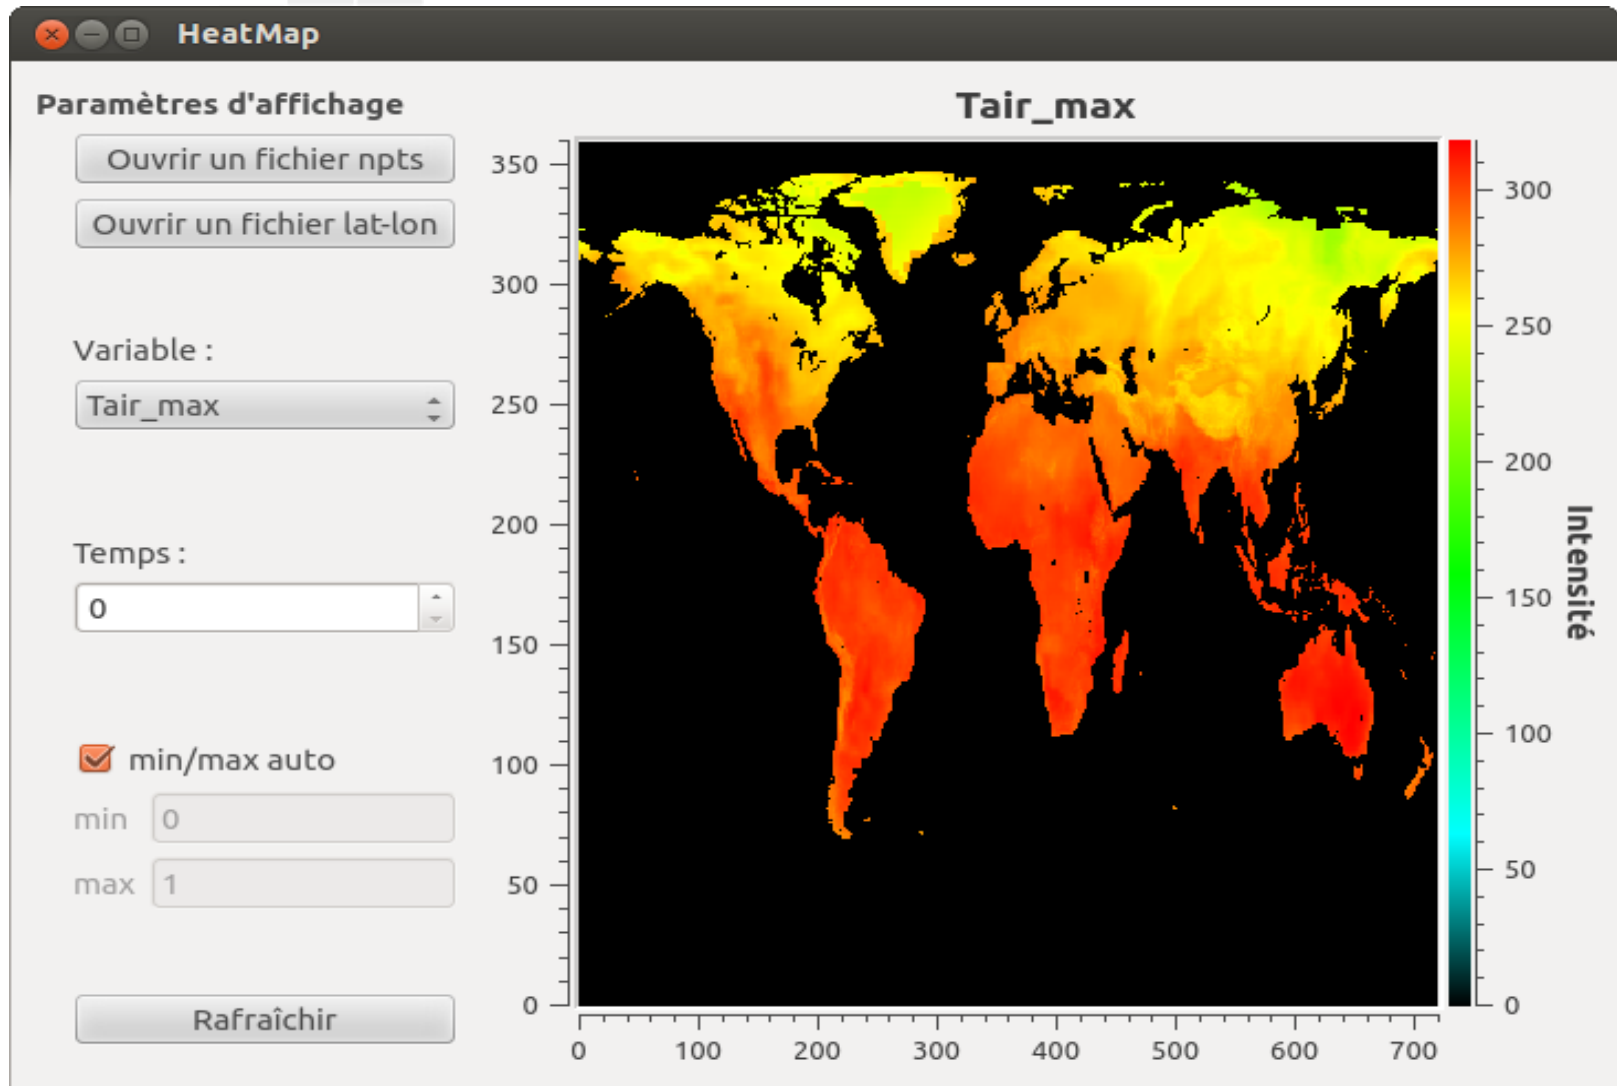 HeatMap
Paramètres d'affichage
Ouvrir un fichier npts
Ouvrir un fichier lat-lon
Variable :
Tair_max
Temps :
0
min/max auto
min 0
max 1
Rafraîchir
Tair_max
350
300
250
200
150
100
50
0
0 100 200 300 400 500 600 700
300
250
200
150
100
50
0
Intensité